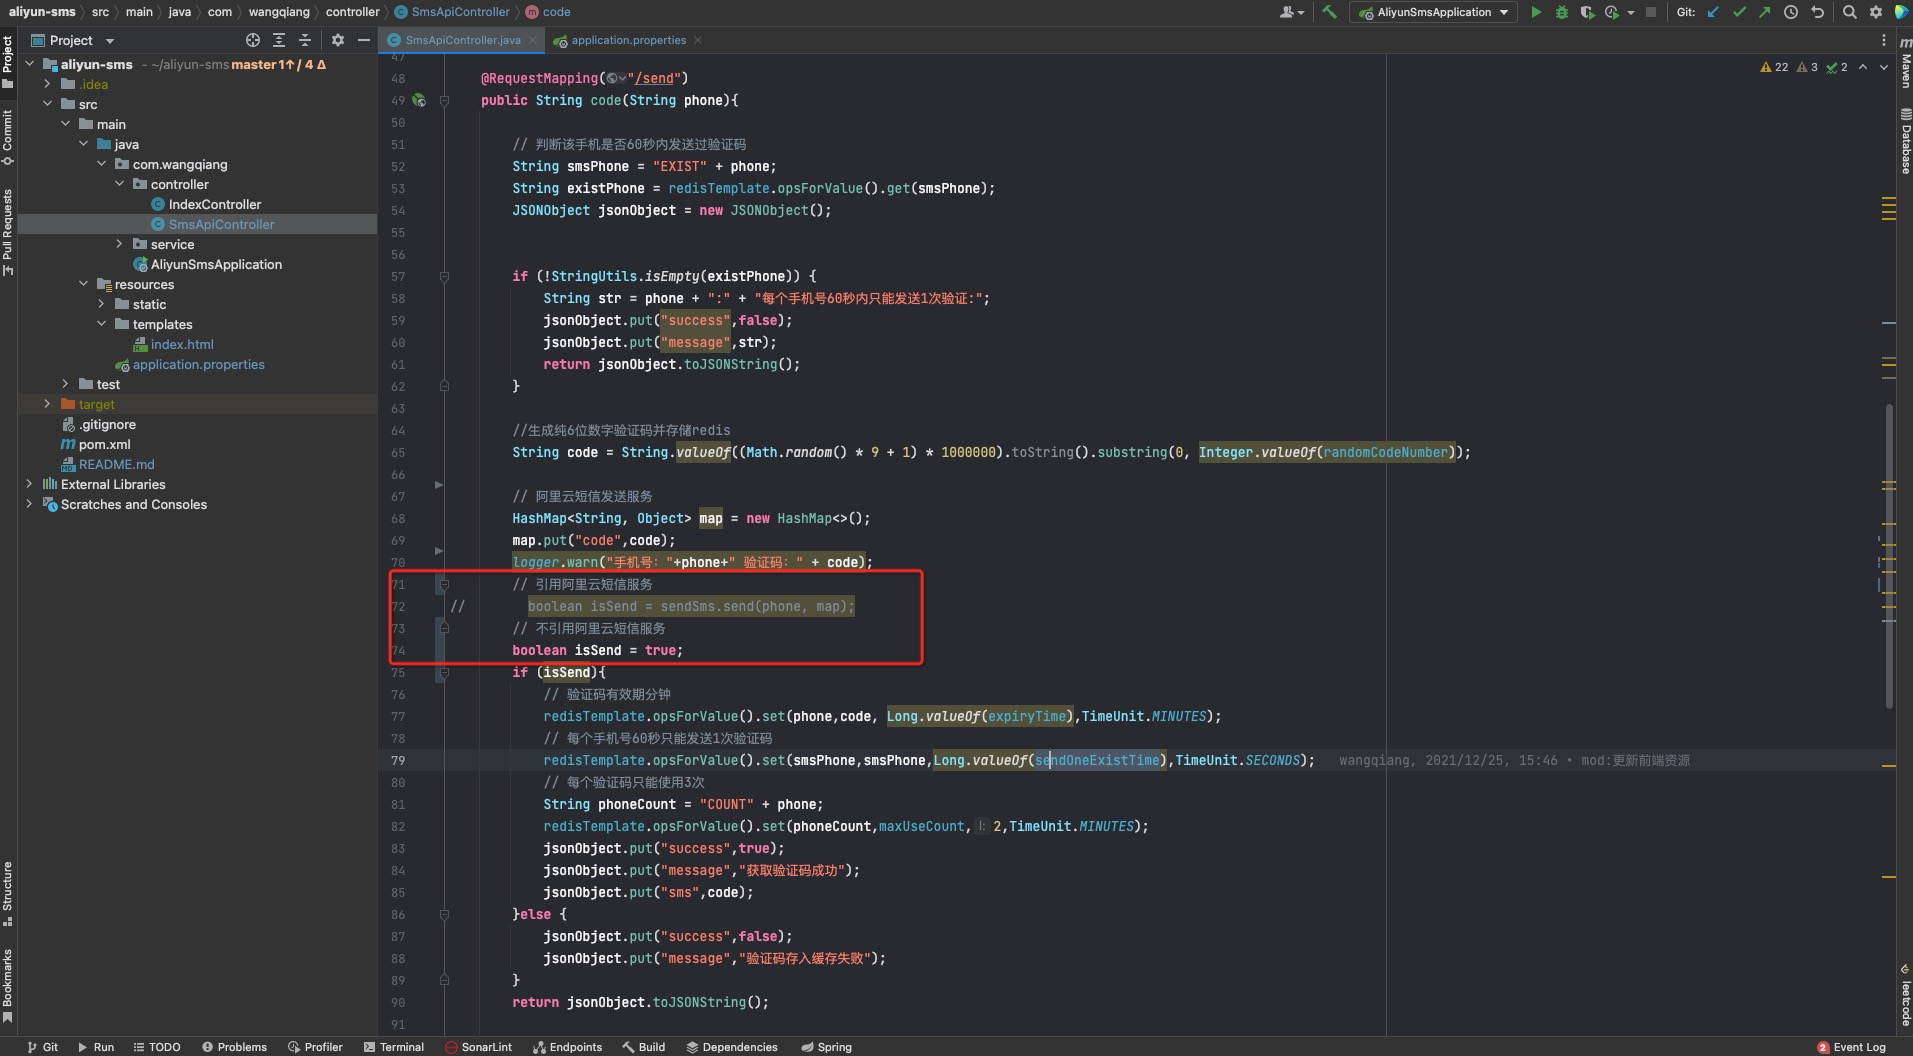 aliyun-sms src main java com wangqiang controller SmsApiController code
AliyunSmsApplication
Git:
Project
SmsApiController.java
application.properties
aliyun-sms - ~/aliyun-sms master 1↑ / 4 Δ
.idea
src
main
java
com.wangqiang
controller
IndexController
SmsApiController
service
AliyunSmsApplication
resources
static
templates
index.html
application.properties
test
target
.gitignore
pom.xml
README.md
External Libraries
Scratches and Consoles
Project
Commit
Pull Requests
Structure
Bookmarks
22 3 2
47
48 @RequestMapping("/send")
49 public String code(String phone){
50
51 // 判断该手机是否60秒内发送过验证码
52 String smsPhone = "EXIST" + phone;
53 String existPhone = redisTemplate.opsForValue().get(smsPhone);
54 JSONObject jsonObject = new JSONObject();
55
56
57 if (!StringUtils.isEmpty(existPhone)) {
58 String str = phone + ":" + "每个手机号60秒内只能发送1次验证:";
59 jsonObject.put("success",false);
60 jsonObject.put("message",str);
61 return jsonObject.toJSONString();
62 }
63
64 //生成纯6位数字验证码并存储redis
65 String code = String.valueOf((Math.random() * 9 + 1) * 1000000).toString().substring(0, Integer.valueOf(randomCodeNumber));
66
67 // 阿里云短信发送服务
68 HashMap<String, Object> map = new HashMap<>();
69 map.put("code",code);
70 logger.warn("手机号: "+phone+" 验证码: " + code);
71 // 引用阿里云短信服务
72 // boolean isSend = sendSms.send(phone, map);
73 // 不引用阿里云短信服务
74 boolean isSend = true;
75 if (isSend){
76 // 验证码有效期分钟
77 redisTemplate.opsForValue().set(phone,code, Long.valueOf(expiryTime),TimeUnit.MINUTES);
78 // 每个手机号60秒只能发送1次验证码
79 redisTemplate.opsForValue().set(smsPhone,smsPhone,Long.valueOf(sendOneExistTime),TimeUnit.SECONDS); wangqiang, 2021/12/25, 15:46 • mod:更新前端资源
80 // 每个验证码只能使用3次
81 String phoneCount = "COUNT" + phone;
82 redisTemplate.opsForValue().set(phoneCount,maxUseCount, l: 2,TimeUnit.MINUTES);
83 jsonObject.put("success",true);
84 jsonObject.put("message","获取验证码成功");
85 jsonObject.put("sms",code);
86 }else {
87 jsonObject.put("success",false);
88 jsonObject.put("message","验证码存入缓存失败");
89 }
90 return jsonObject.toJSONString();
91
Maven
Database
leetcode
Git Run TODO Problems Profiler Terminal SonarLint Endpoints Build Dependencies Spring
2 Event Log